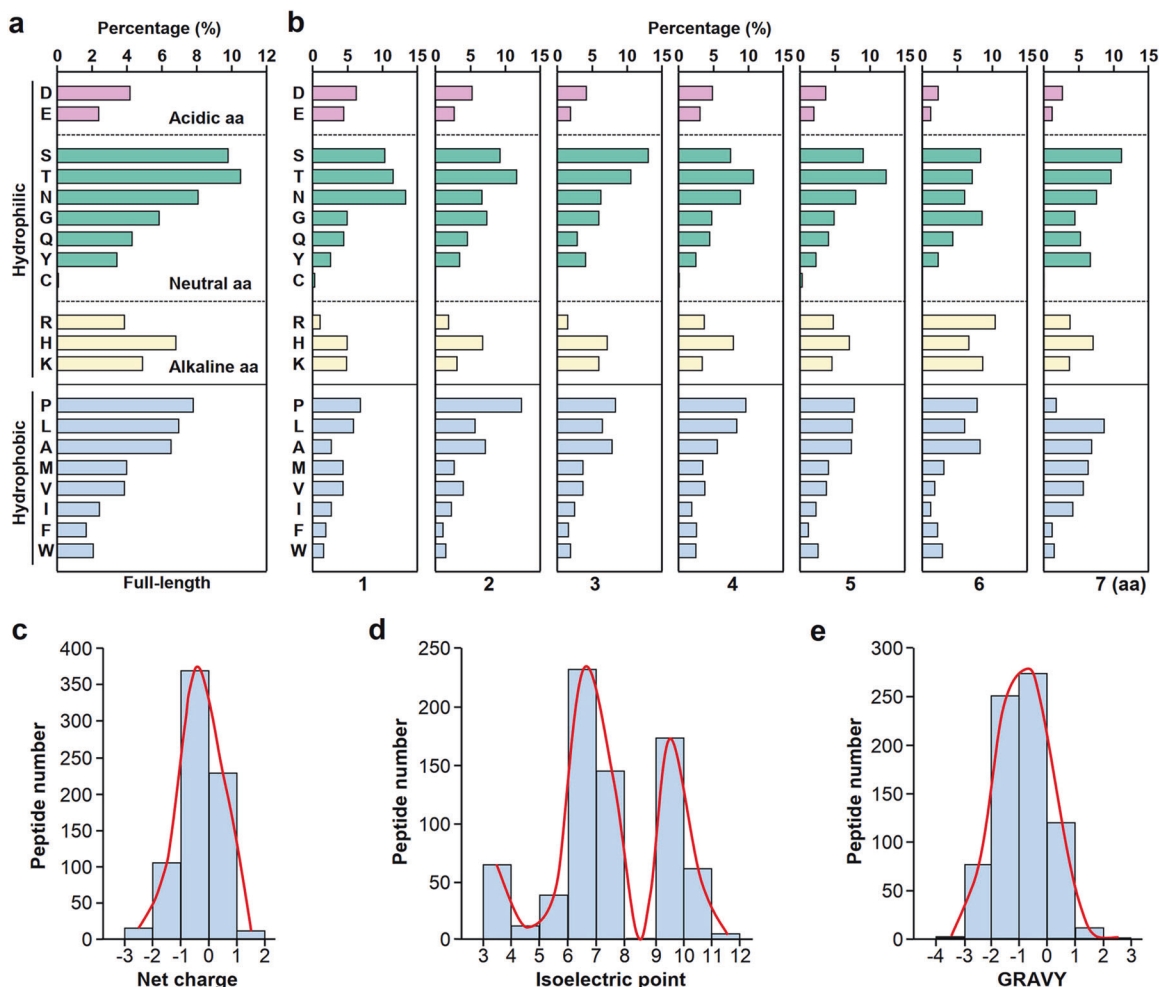 a
Percentage (%)
0 2 4 6 8 10 12
b
Percentage (%)
0 5 10 15 0 5 10 15 0 5 10 15 0 5 10 15 0 5 10 15 0 5 10 15 0 5 10 15
Hydrophilic
D
E
Acidic aa
S
T
N
G
Q
Y
C
Neutral aa
R
H
K
Alkaline aa
Hydrophobic
P
L
A
M
V
I
F
W
Full-length
1 2 3 4 5 6 7 (aa)
c
Peptide number
400
350
300
250
200
150
100
50
0
-3 -2 -1 0 1 2
Net charge
d
Peptide number
250
200
150
100
50
0
3 4 5 6 7 8 9 10 11 12
Isoelectric point
e
Peptide number
300
250
200
150
100
50
0
-4 -3 -2 -1 0 1 2 3
GRAVY